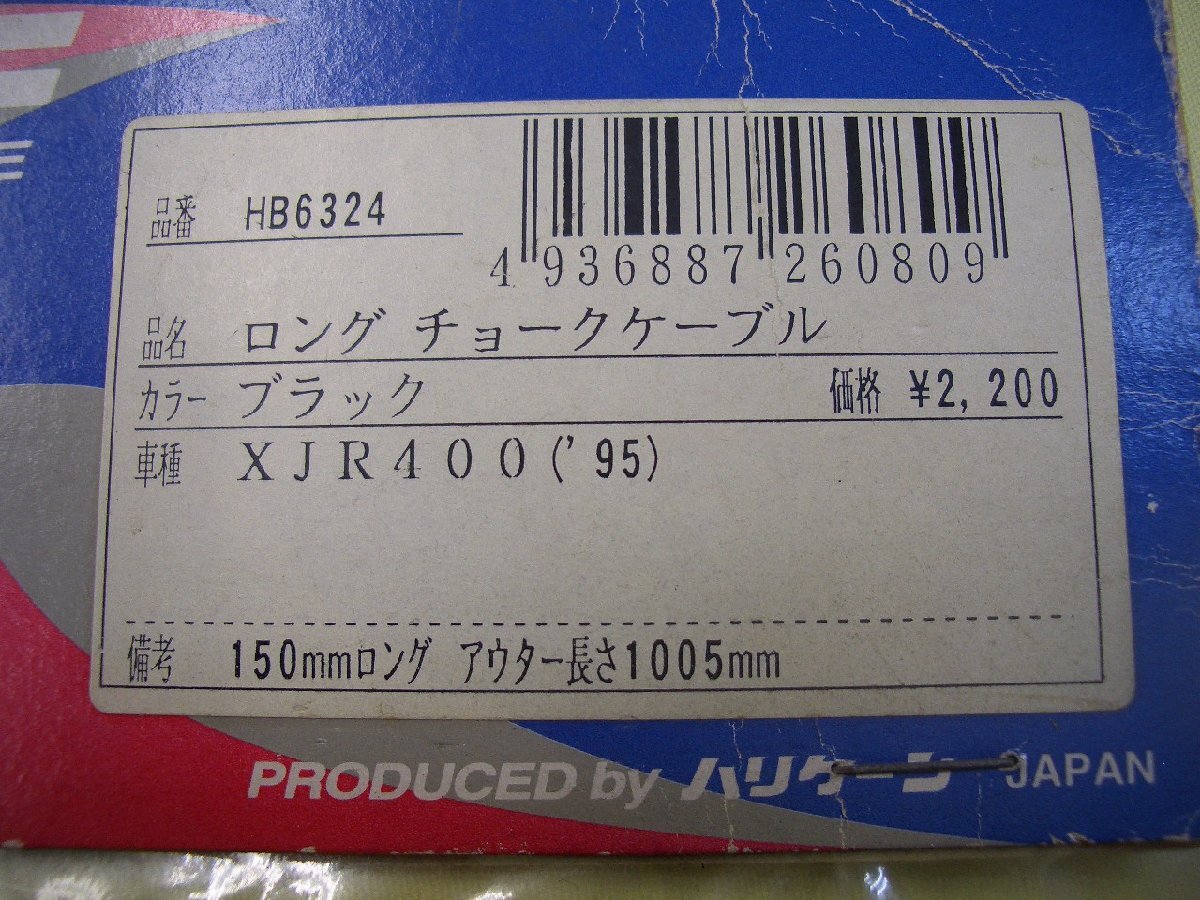 品番 HB6324
4 936887 260809
品名 ロング チョークケーブル
カラー ブラック 価格 ¥2,200
車種 XJR400('95)
備考 150mmロング アウター長さ1005mm
PRODUCED by ハリケーン JAPAN